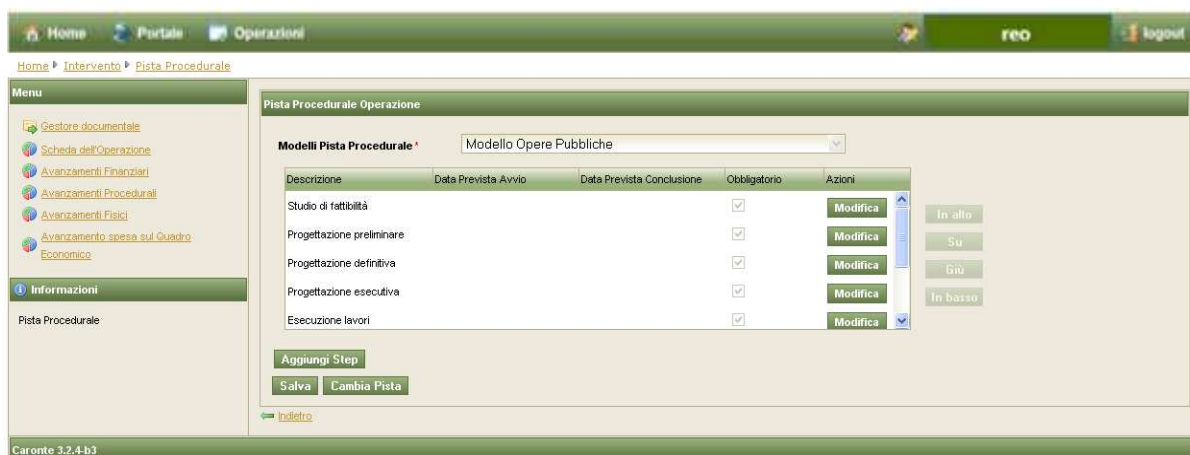 Home Portale Operazioni reo logout
Home Intervento Pista Procedurale
Menu
Gestore documentale
Scheda dell'Operazione
Avanzamenti Finanziari
Avanzamenti Procedurali
Avanzamenti Fisici
Avanzamento spesa sul Quadro
Economico
Informazioni
Pista Procedurale
Pista Procedurale Operazione
Modelli Pista Procedurale * Modello Opere Pubbliche
Descrizione Data Prevista Avvio Data Prevista Conclusione Obbligatorio Azioni
Studio di fattibilità Modifica
Progettazione preliminare Modifica
Progettazione definitiva Modifica
Progettazione esecutiva Modifica
Esecuzione lavori Modifica
In alto
Su
Giù
In basso
Aggiungi Step
Salva Cambia Pista
Indietro
Caronte 3.2.4-b3